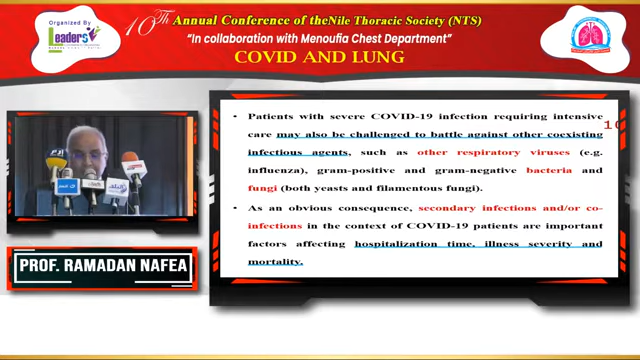 Organized By
Leaders
10th Annual Conference of theNile Thoracic Society (NTS)
"In collaboration with Menoufia Chest Department"
COVID AND LUNG
• Patients with severe COVID-19 infection requiring intensive
care may also be challenged to battle against other coexisting
infectious agents, such as other respiratory viruses (e.g.
influenza), gram-positive and gram-negative bacteria and
fungi (both yeasts and filamentous fungi).
• As an obvious consequence, secondary infections and/or co-
infections in the context of COVID-19 patients are important
factors affecting hospitalization time, illness severity and
mortality.
PROF. RAMADAN NAFEA